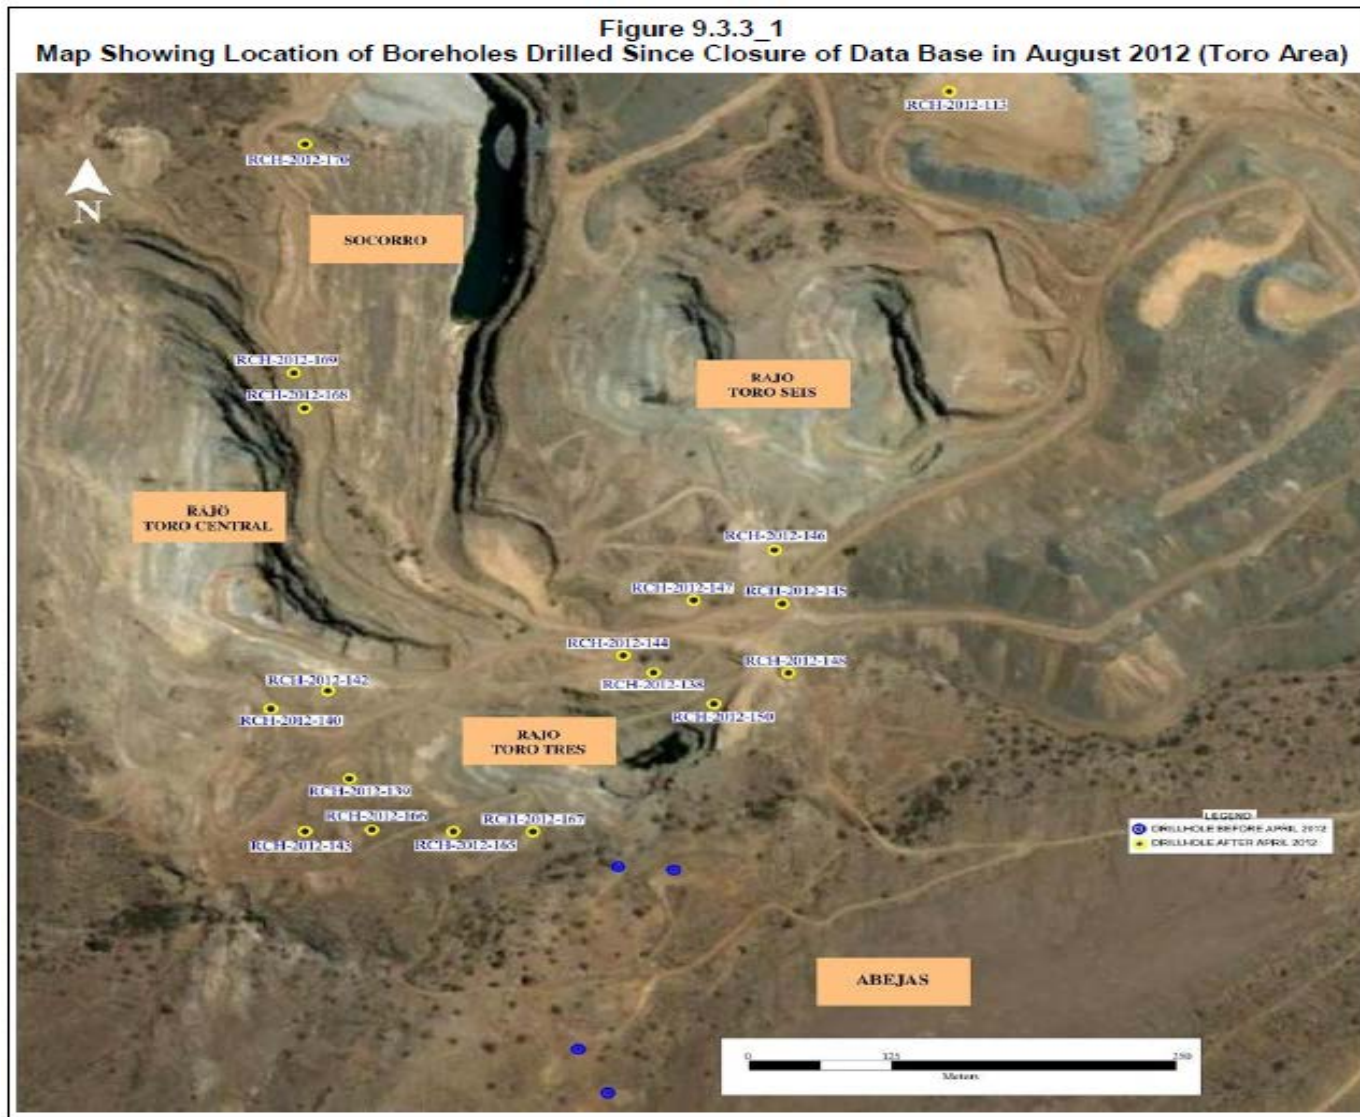 Figure 9.3.3_1
Map Showing Location of Boreholes Drilled Since Closure of Data Base in August 2012 (Toro Area)
RCH-2012-113
RCH-2012-170
N
SOCORRO
RCH-2012-169
RCH-2012-168
RAJO
TORO SEIS
RAJO
TORO CENTRAL
RCH-2012-146
RCH-2012-147
RCH-2012-145
RCH-2012-144
RCH-2012-148
RCH-2012-138
RCH-2012-142
RCH-2012-140
RCH-2012-150
RAJO
TORO TRES
RCH-2012-139
RCH-2012-166
RCH-2012-167
RCH-2012-143
RCH-2012-165
LEGEND
DRILLHOLE BEFORE APRIL 2012
DRILLHOLE AFTER APRIL 2012
ABEJAS
0 125 250
Meters